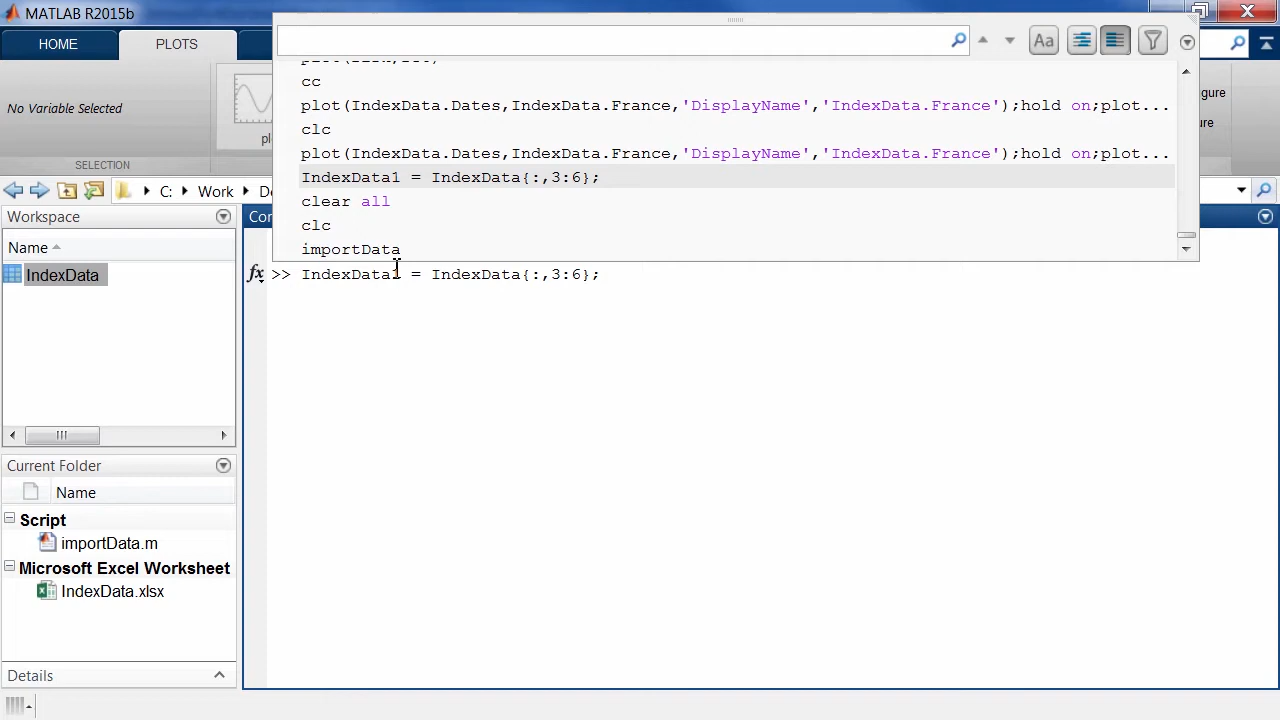 MATLAB R2015b
HOME
PLOTS
No Variable Selected
SELECTION
cc
plot(IndexData.Dates,IndexData.France,'DisplayName','IndexData.France');hold on;plot...
clc
plot(IndexData.Dates,IndexData.France,'DisplayName','IndexData.France');hold on;plot...
IndexData1 = IndexData{:,3:6};
clear all
clc
importData
Aa
C:
Work
Workspace
Name
IndexData
fx >> IndexData1 = IndexData{:,3:6};
Current Folder
Name
Script
importData.m
Microsoft Excel Worksheet
IndexData.xlsx
Details